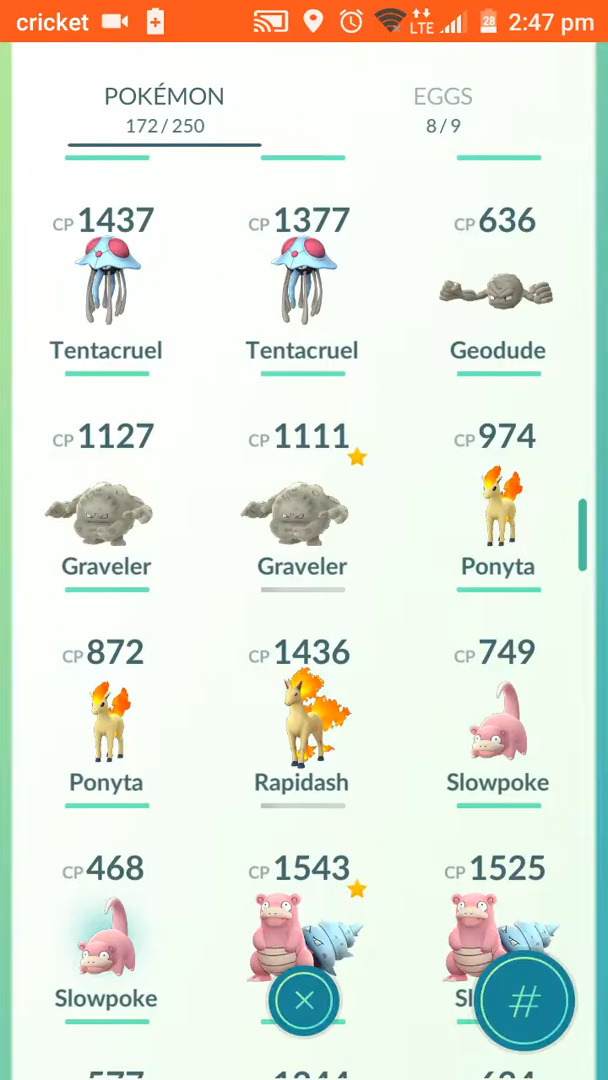 cricket LTE 28 2:47 pm
POKÉMON EGGS
172 / 250 8 / 9
CP 1437 CP 1377 CP 636
Tentacruel Tentacruel Geodude
CP 1127 CP 1111 CP 974
Graveler Graveler Ponyta
CP 872 CP 1436 CP 749
Ponyta Rapidash Slowpoke
CP 468 CP 1543 CP 1525
Slowpoke Sl #